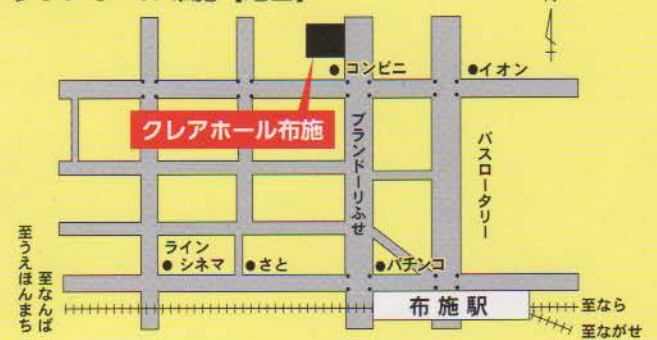 コンビニ
イオン
クレアホール布施
ブランドーリふせ
バスロータリー
ライン
シネマ
さと
パチンコ
布施駅
至うえほんまち
至なんば
至なら
至ながせ